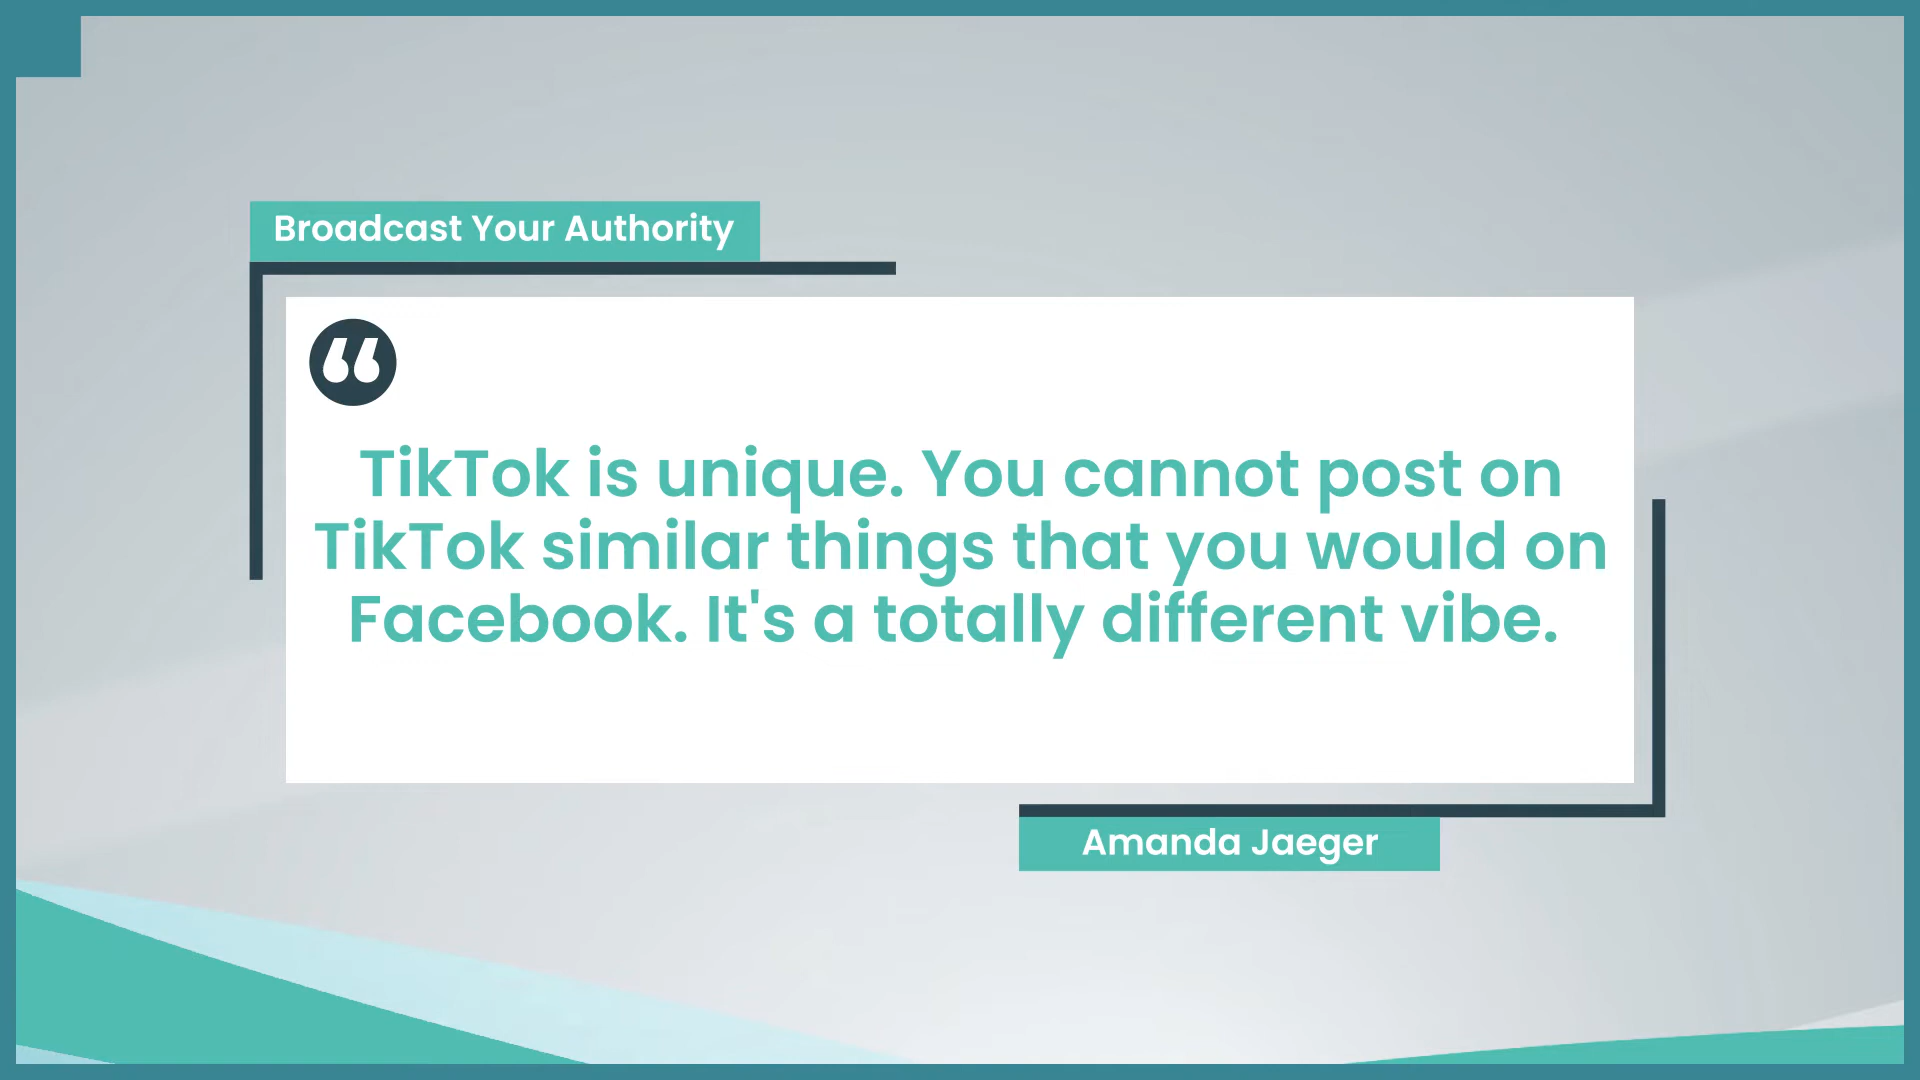 Broadcast Your Authority
“
TikTok is unique. You cannot post on
TikTok similar things that you would on
Facebook. It's a totally different vibe.
Amanda Jaeger